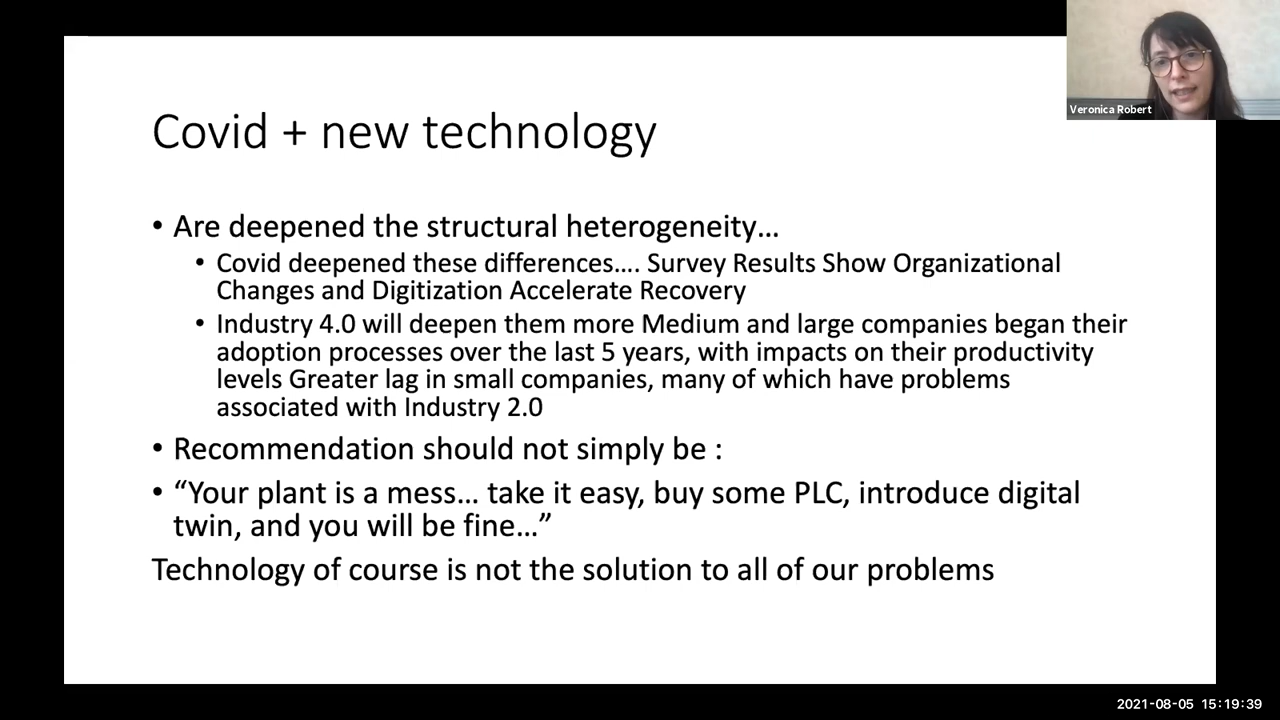 Veronica Robert
Covid + new technology
• Are deepened the structural heterogeneity…
• Covid deepened these differences…. Survey Results Show Organizational
Changes and Digitization Accelerate Recovery
• Industry 4.0 will deepen them more Medium and large companies began their
adoption processes over the last 5 years, with impacts on their productivity
levels Greater lag in small companies, many of which have problems
associated with Industry 2.0
• Recommendation should not simply be :
• “Your plant is a mess… take it easy, buy some PLC, introduce digital
twin, and you will be fine…”
Technology of course is not the solution to all of our problems
2021-08-05 15:19:39